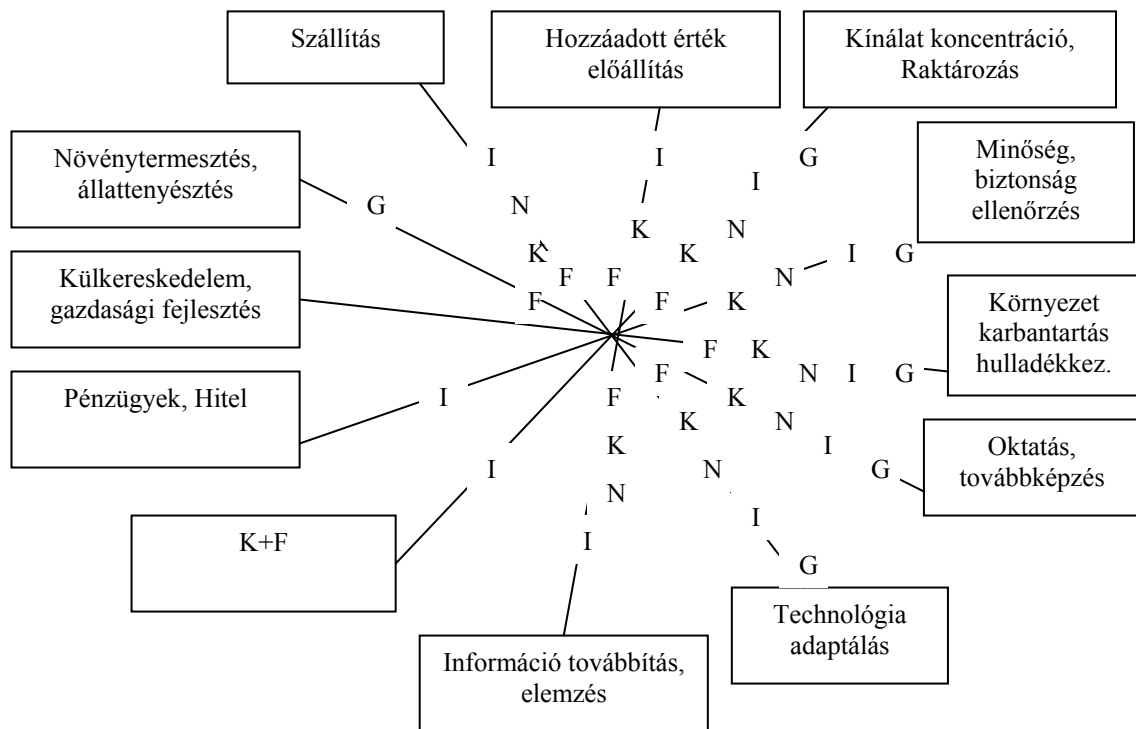 Szállítás
I
N
K
F
Hozzáadott érték
előállítás
I
K
F
Kínálat koncentráció,
Raktározás
G
I
N
K
F
Minőség,
biztonság
ellenőrzés
G
I
N
K
Környezet
karbantartás
hulladékkez.
G
I
N
K
F
Oktatás,
továbbképzés
G
I
N
K
F
Technológia
adaptálás
G
I
N
K
Információ továbbítás,
elemzés
I
N
K
F
K+F
I
Pénzügyek, Hitel
I
Külkereskedelem,
gazdasági fejlesztés
Növénytermesztés,
állattenyésztés
G
F